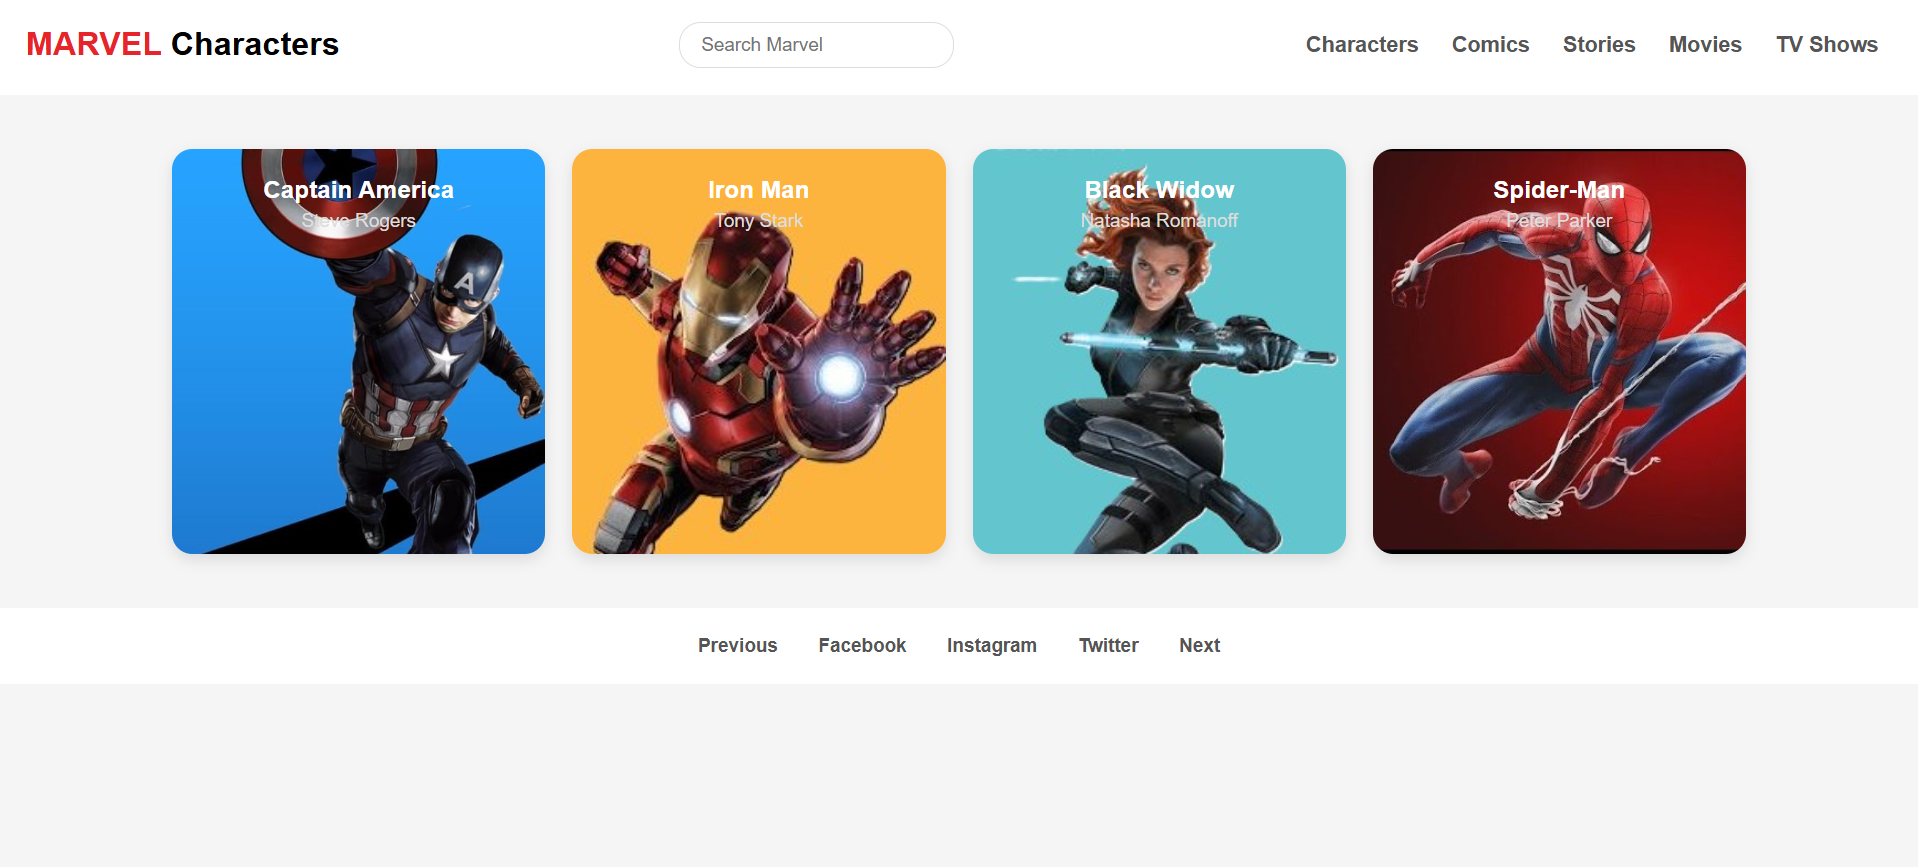 MARVEL Characters
Search Marvel
Characters Comics Stories Movies TV Shows
Captain America
Steve Rogers
Iron Man
Tony Stark
Black Widow
Natasha Romanoff
Spider-Man
Peter Parker
A
Previous Facebook Instagram Twitter Next